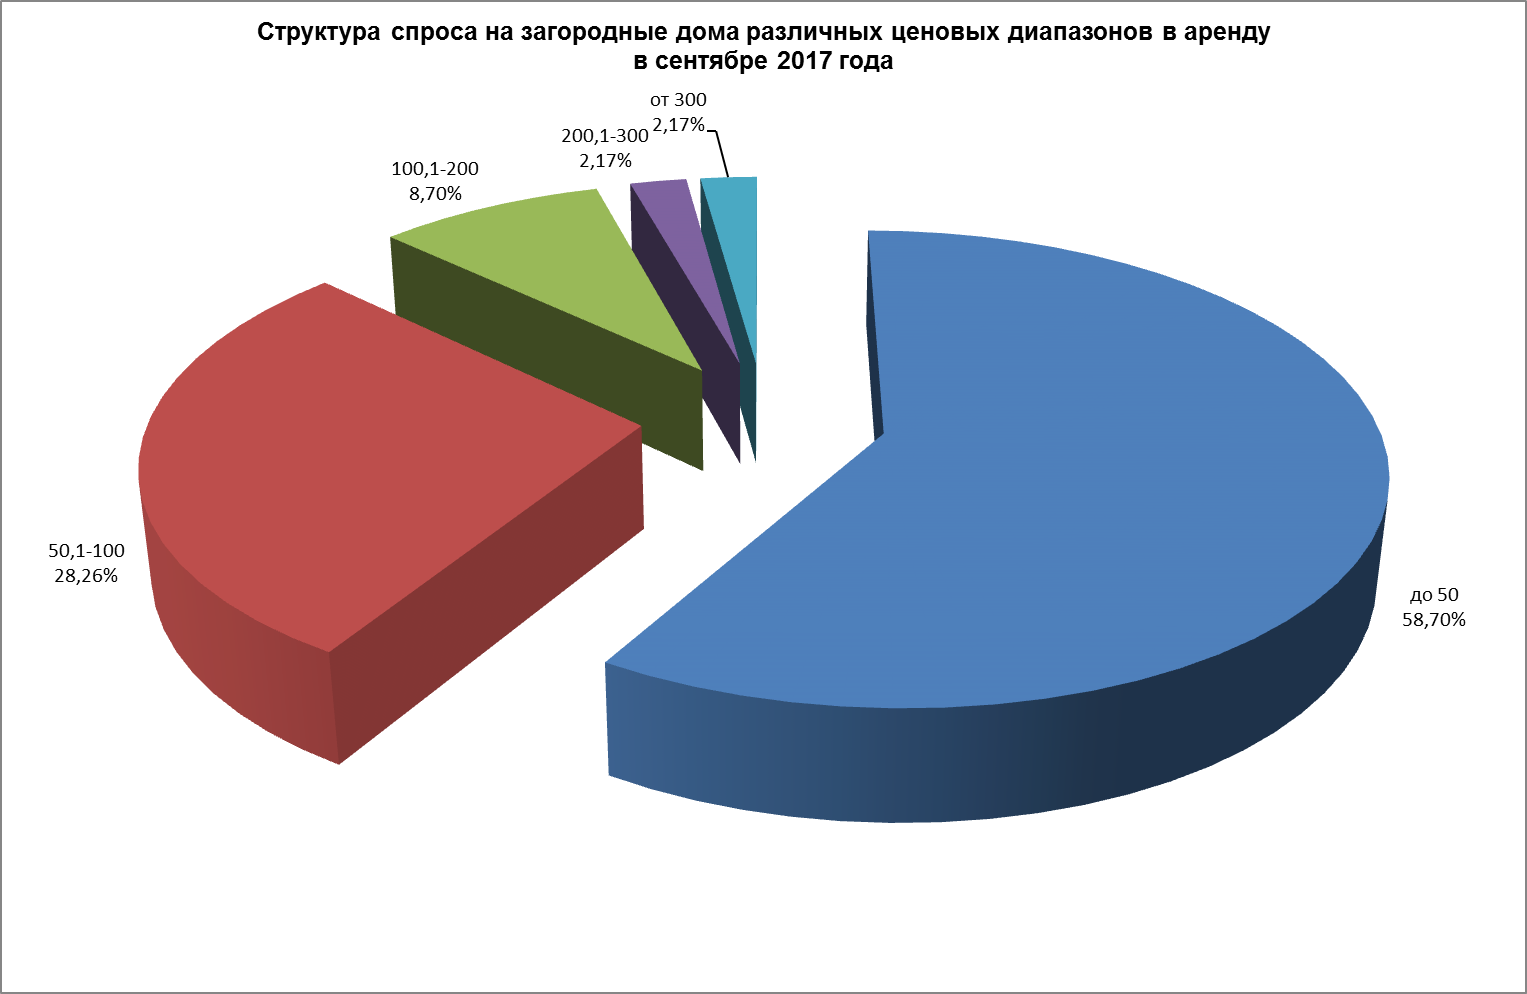 Структура спроса на загородные дома различных ценовых диапазонов в аренду
в сентябре 2017 года
от 300
2,17%
200,1-300
2,17%
100,1-200
8,70%
50,1-100
28,26%
до 50
58,70%